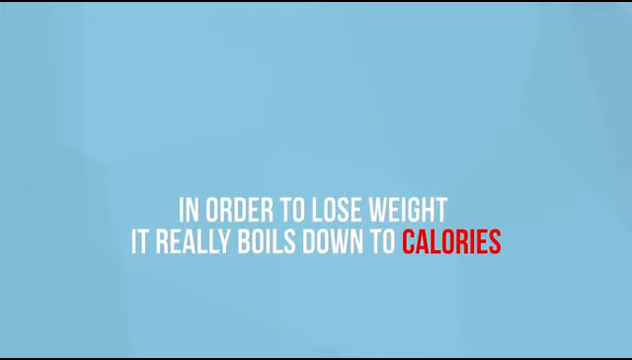 IN ORDER TO LOSE WEIGHT
IT REALLY BOILS DOWN TO CALORIES